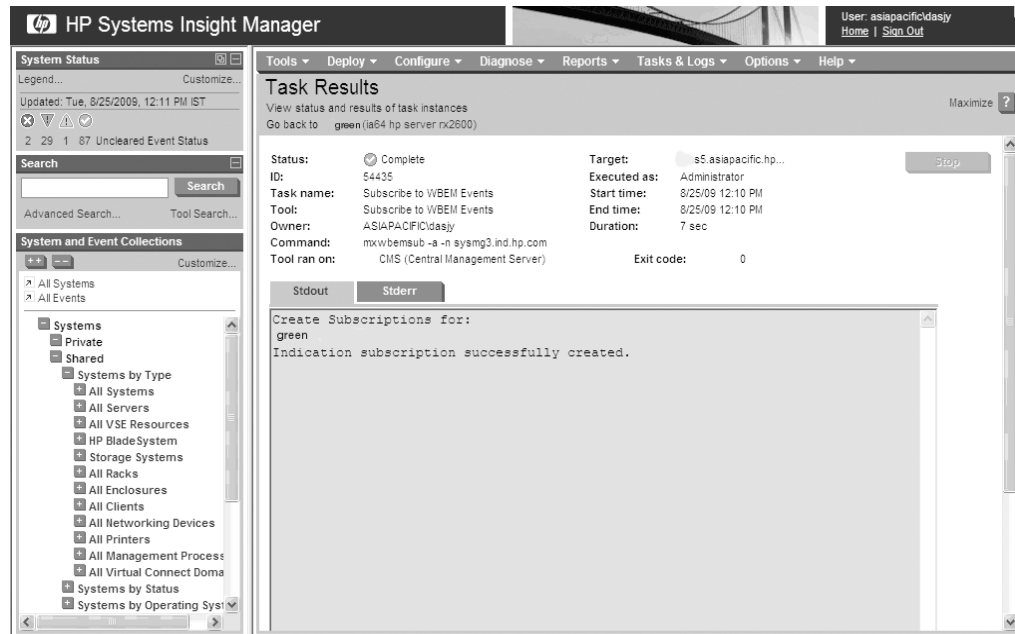 hp HP Systems Insight Manager
User: asiapacific\dasjy
Home | Sign Out
System Status
Legend... Customize...
Updated: Tue, 8/25/2009, 12:11 PM IST
2 29 1 87 Uncleared Event Status
Search
Search
Advanced Search... Tool Search...
System and Event Collections
++ -- Customize...
All Systems
All Events
Systems
Private
Shared
Systems by Type
All Systems
All Servers
All VSE Resources
HP BladeSystem
Storage Systems
All Racks
All Enclosures
All Clients
All Networking Devices
All Printers
All Management Process
All Virtual Connect Doma
Systems by Status
Systems by Operating Syst
Tools Deploy Configure Diagnose Reports Tasks & Logs Options Help
Task Results
View status and results of task instances
Go back to green (ia64 hp server rx2600)
Maximize ?
Status: Complete Target: s5.asiapacific.hp...
Stop
ID: 54435 Executed as: Administrator
Task name: Subscribe to WBEM Events Start time: 8/25/09 12:10 PM
Tool: Subscribe to WBEM Events End time: 8/25/09 12:10 PM
Owner: ASIAPACIFIC\dasjy Duration: 7 sec
Command: mxwbemsub -a -n sysmg3.ind.hp.com
Tool ran on: CMS (Central Management Server) Exit code: 0
Stdout Stderr
Create Subscriptions for:
green
Indication subscription successfully created.